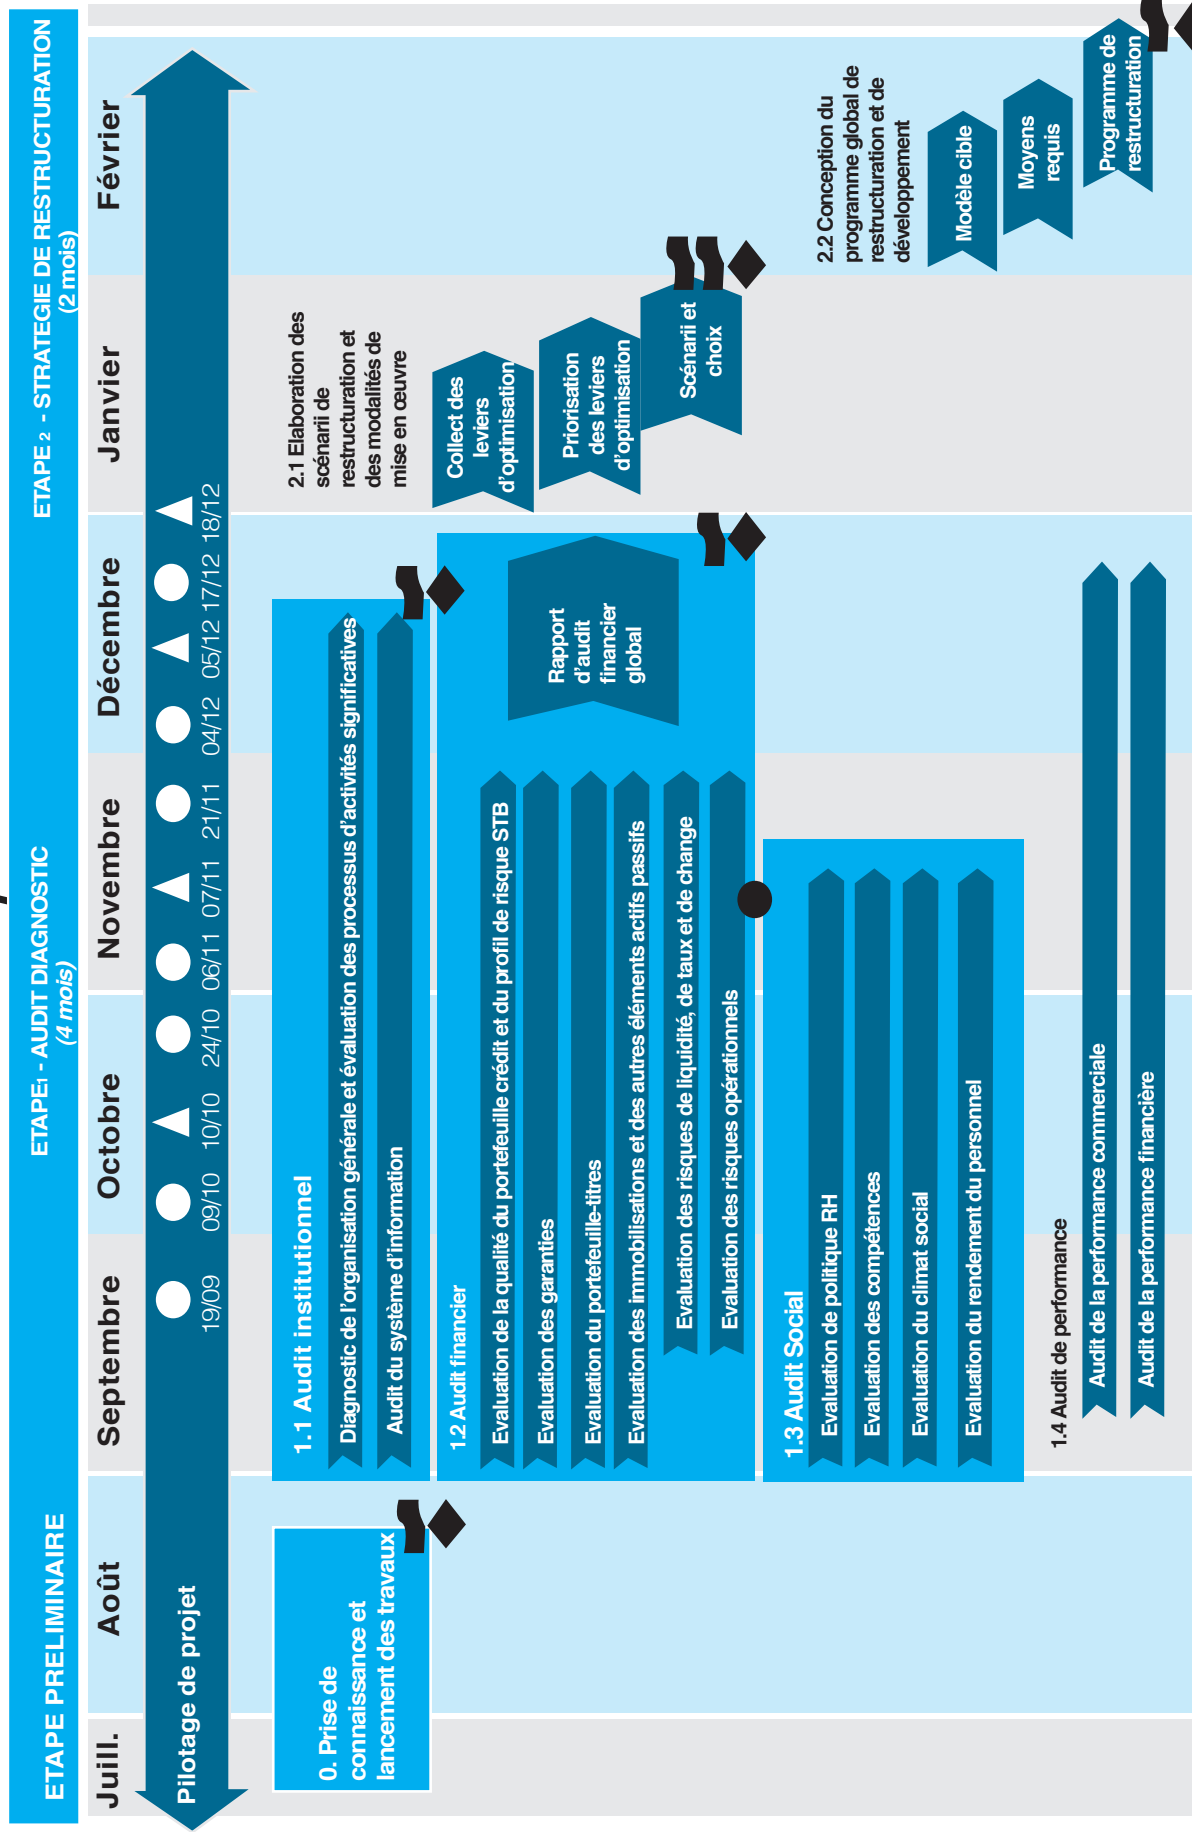 ETAPE PRELIMINAIRE
ETAPE1 - AUDIT DIAGNOSTIC
(4 mois)
ETAPE 2 - STRATEGIE DE RESTRUCTURATION
(2 mois)
Juill.
Août
Septembre
Octobre
Novembre
Décembre
Janvier
Février
Pilotage de projet
19/09
09/10
10/10
24/10
06/11
07/11
21/11
04/12
05/12
17/12
18/12
0. Prise de
connaissance et
lancement des travaux
1.1 Audit institutionnel
Diagnostic de l'organisation générale et évaluation des processus d'activités significatives
Audit du système d'information
1.2 Audit financier
Evaluation de la qualité du portefeuille crédit et du profil de risque STB
Evaluation des garanties
Evaluation du portefeuille-titres
Evaluation des immobilisations et des autres éléments actifs passifs
Evaluation des risques de liquidité, de taux et de change
Evaluation des risques opérationnels
Rapport
d'audit
financier
global
1.3 Audit Social
Evaluation de politique RH
Evaluation des compétences
Evaluation du climat social
Evaluation du rendement du personnel
1.4 Audit de performance
Audit de la performance commerciale
Audit de la performance financière
2.1 Elaboration des
scénarii de
restructuration et
des modalités de
mise en œuvre
Collect des
leviers
d'optimisation
Priorisation
des leviers
d'optimisation
Scénarii et
choix
2.2 Conception du
programme global de
restructuration et de
développement
Modèle cible
Moyens
requis
Programme de
restructuration